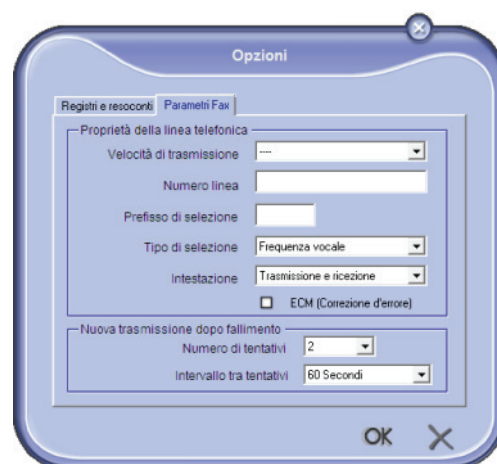 Opzioni
Registri e resoconti Parametri Fax
Proprietà della linea telefonica
Velocità di trasmissione ----
Numero linea
Prefisso di selezione
Tipo di selezione Frequenza vocale
Intestazione Trasmissione e ricezione
ECM (Correzione d'errore)
Nuova trasmissione dopo fallimento
Numero di tentativi 2
Intervallo tra tentativi 60 Secondi
OK